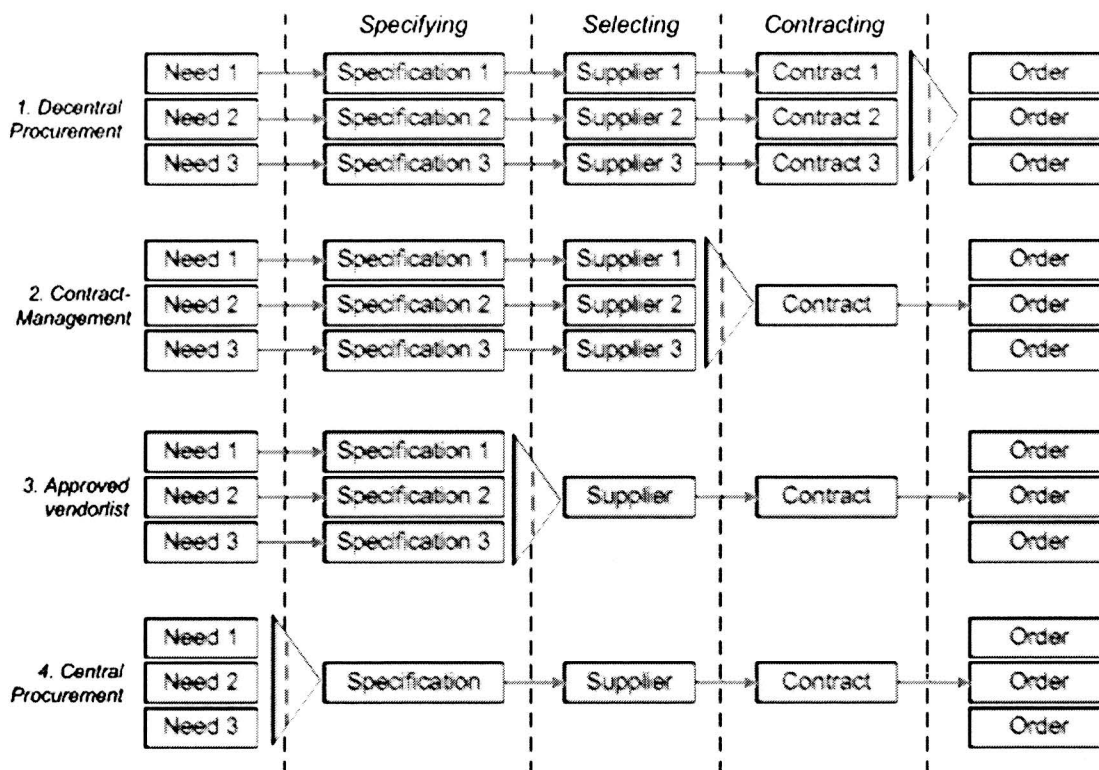 Specifying Selecting Contracting
Need 1 Specification 1 Supplier 1 Contract 1 Order
1. Decentral
Procurement
Need 2 Specification 2 Supplier 2 Contract 2 Order
Need 3 Specification 3 Supplier 3 Contract 3 Order
Need 1 Specification 1 Supplier 1 Order
2. Contract-
Management
Need 2 Specification 2 Supplier 2 Contract Order
Need 3 Specification 3 Supplier 3 Order
Need 1 Specification 1 Order
3. Approved
vendorlist
Need 2 Specification 2 Supplier Contract Order
Need 3 Specification 3 Order
Need 1 Order
4. Central
Procurement
Need 2 Specification Supplier Contract Order
Need 3 Order